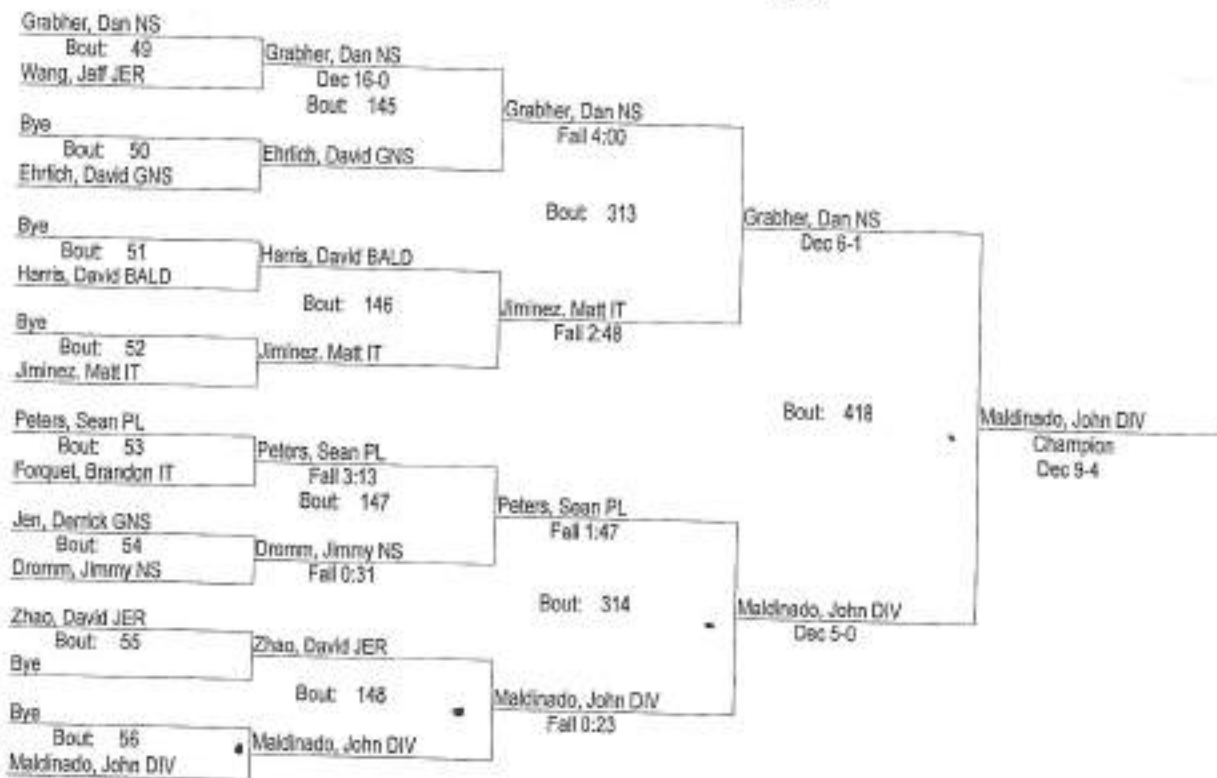 Grabher, Dan NS
Bout: 49
Wang, Jeff JER
Grabher, Dan NS
Dec 16-0
Bout: 145
Bye
Bout: 50
Ehrlich, David GNS
Ehrlich, David GNS
Grabher, Dan NS
Fall 4:00
Bout: 313
Bye
Bout: 51
Harris, David BALD
Harris, David BALD
Bout: 146
Bye
Bout: 52
Jiminez, Matt IT
Jiminez, Matt IT
Jiminez, Matt IT
Fall 2:48
Grabher, Dan NS
Dec 6-1
Bout: 418
Peters, Sean PL
Bout: 53
Forquet, Brandon IT
Peters, Sean PL
Fall 3:13
Bout: 147
Jen, Derrick GNS
Bout: 54
Dromm, Jimmy NS
Dromm, Jimmy NS
Fall 0:31
Peters, Sean PL
Fall 1:47
Bout: 314
Zhao, David JER
Bout: 55
Bye
Zhao, David JER
Bout: 148
Bye
Bout: 56
Maldinado, John DIV
Maldinado, John DIV
Maldinado, John DIV
Fall 0:23
Maldinado, John DIV
Dec 5-0
Maldinado, John DIV
Champion
Dec 9-4